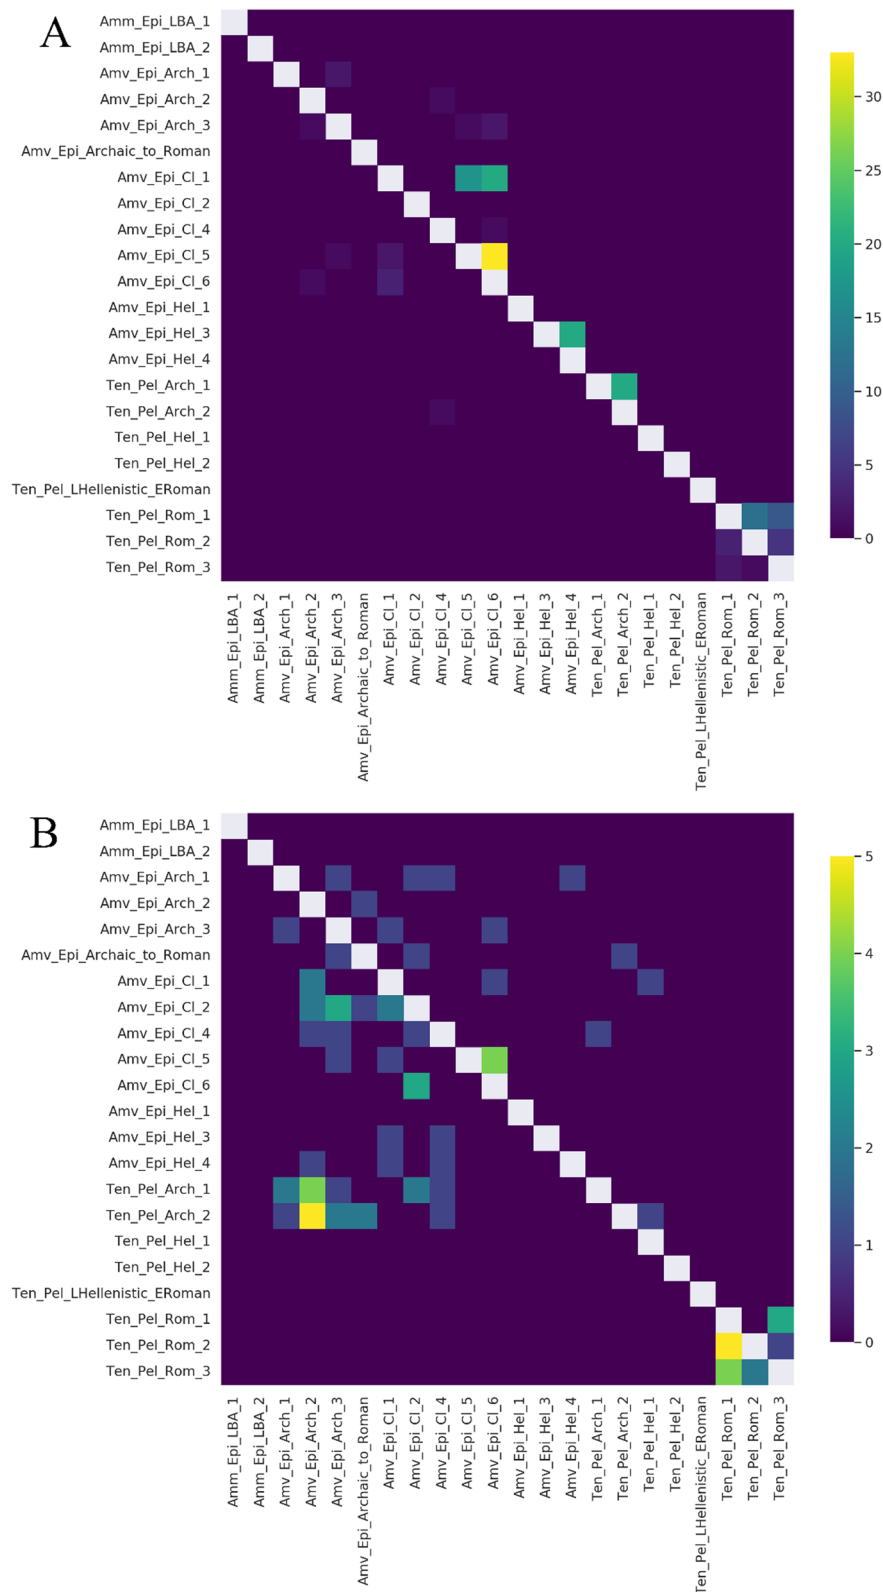 A
Amm_Epi_LBA_1
Amm_Epi_LBA_2
Amv_Epi_Arch_1
Amv_Epi_Arch_2
Amv_Epi_Arch_3
Amv_Epi_Archaic_to_Roman
Amv_Epi_Cl_1
Amv_Epi_Cl_2
Amv_Epi_Cl_4
Amv_Epi_Cl_5
Amv_Epi_Cl_6
Amv_Epi_Hel_1
Amv_Epi_Hel_3
Amv_Epi_Hel_4
Ten_Pel_Arch_1
Ten_Pel_Arch_2
Ten_Pel_Hel_1
Ten_Pel_Hel_2
Ten_Pel_LHellenistic_ERoman
Ten_Pel_Rom_1
Ten_Pel_Rom_2
Ten_Pel_Rom_3
Amm_Epi_LBA_1
Amm_Epi_LBA_2
Amv_Epi_Arch_1
Amv_Epi_Arch_2
Amv_Epi_Arch_3
Amv_Epi_Archaic_to_Roman
Amv_Epi_Cl_1
Amv_Epi_Cl_2
Amv_Epi_Cl_4
Amv_Epi_Cl_5
Amv_Epi_Cl_6
Amv_Epi_Hel_1
Amv_Epi_Hel_3
Amv_Epi_Hel_4
Ten_Pel_Arch_1
Ten_Pel_Arch_2
Ten_Pel_Hel_1
Ten_Pel_Hel_2
Ten_Pel_LHellenistic_ERoman
Ten_Pel_Rom_1
Ten_Pel_Rom_2
Ten_Pel_Rom_3
30
25
20
15
10
5
0
B
Amm_Epi_LBA_1
Amm_Epi_LBA_2
Amv_Epi_Arch_1
Amv_Epi_Arch_2
Amv_Epi_Arch_3
Amv_Epi_Archaic_to_Roman
Amv_Epi_Cl_1
Amv_Epi_Cl_2
Amv_Epi_Cl_4
Amv_Epi_Cl_5
Amv_Epi_Cl_6
Amv_Epi_Hel_1
Amv_Epi_Hel_3
Amv_Epi_Hel_4
Ten_Pel_Arch_1
Ten_Pel_Arch_2
Ten_Pel_Hel_1
Ten_Pel_Hel_2
Ten_Pel_LHellenistic_ERoman
Ten_Pel_Rom_1
Ten_Pel_Rom_2
Ten_Pel_Rom_3
Amm_Epi_LBA_1
Amm_Epi_LBA_2
Amv_Epi_Arch_1
Amv_Epi_Arch_2
Amv_Epi_Arch_3
Amv_Epi_Archaic_to_Roman
Amv_Epi_Cl_1
Amv_Epi_Cl_2
Amv_Epi_Cl_4
Amv_Epi_Cl_5
Amv_Epi_Cl_6
Amv_Epi_Hel_1
Amv_Epi_Hel_3
Amv_Epi_Hel_4
Ten_Pel_Arch_1
Ten_Pel_Arch_2
Ten_Pel_Hel_1
Ten_Pel_Hel_2
Ten_Pel_LHellenistic_ERoman
Ten_Pel_Rom_1
Ten_Pel_Rom_2
Ten_Pel_Rom_3
5
4
3
2
1
0